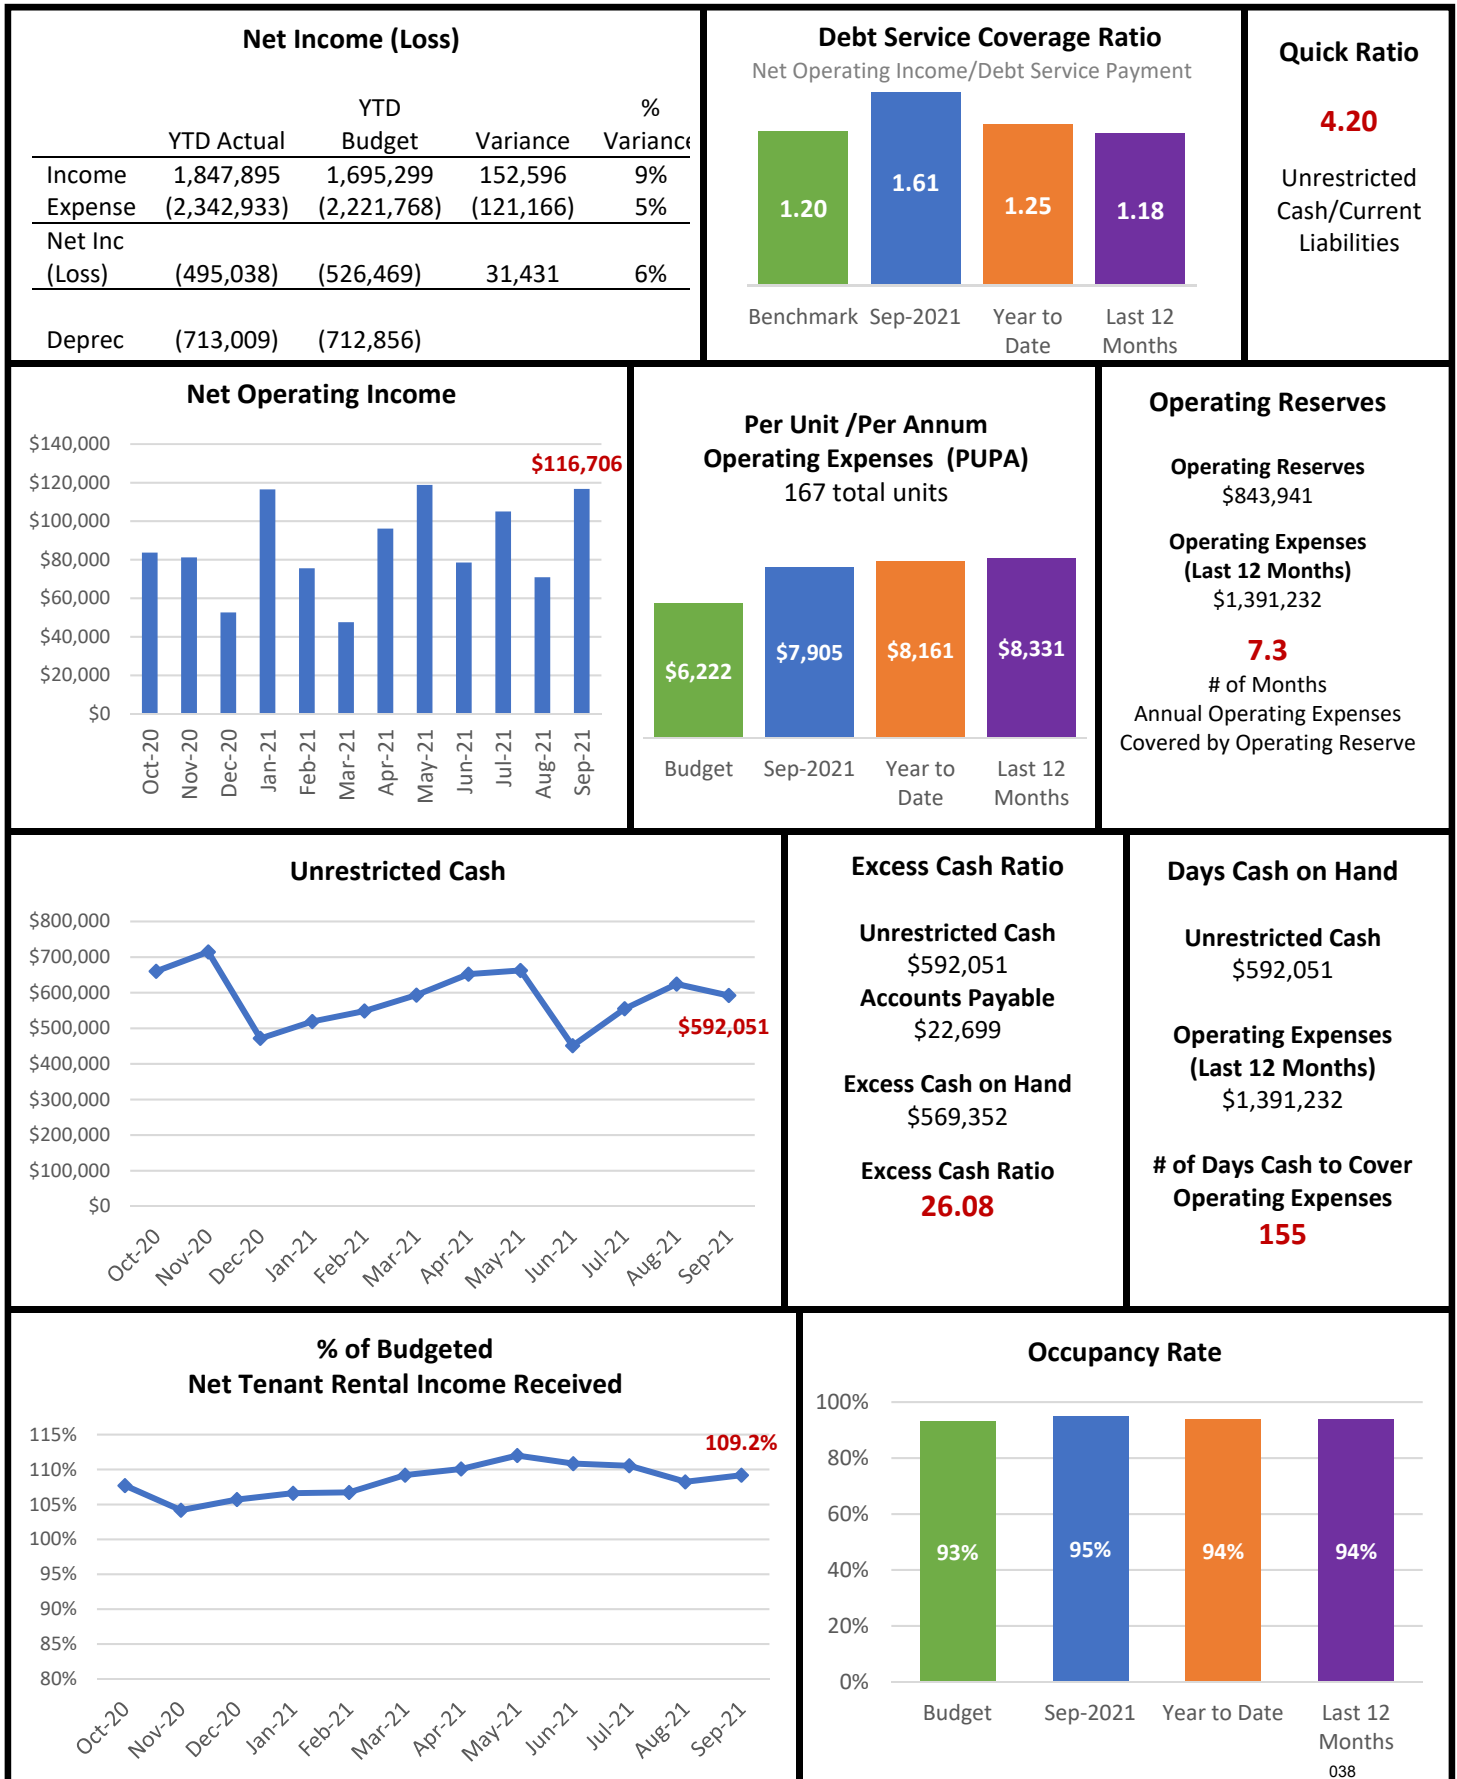 Net Income (Loss)
YTD %
YTD Actual Budget Variance Variance
Income 1,847,895 1,695,299 152,596 9%
Expense (2,342,933) (2,221,768) (121,166) 5%
Net Inc
(Loss) (495,038) (526,469) 31,431 6%
Deprec (713,009) (712,856)
Debt Service Coverage Ratio
Net Operating Income/Debt Service Payment
1.20 1.61 1.25 1.18
Benchmark Sep-2021 Year to Last 12
Date Months
Quick Ratio
4.20
Unrestricted
Cash/Current
Liabilities
Net Operating Income
$140,000
$116,706
$120,000
$100,000
$80,000
$60,000
$40,000
$20,000
$0
Oct-20 Nov-20 Dec-20 Jan-21 Feb-21 Mar-21 Apr-21 May-21 Jun-21 Jul-21 Aug-21 Sep-21
Per Unit /Per Annum
Operating Expenses (PUPA)
167 total units
$6,222 $7,905 $8,161 $8,331
Budget Sep-2021 Year to Last 12
Date Months
Operating Reserves
Operating Reserves
$843,941
Operating Expenses
(Last 12 Months)
$1,391,232
7.3
# of Months
Annual Operating Expenses
Covered by Operating Reserve
Unrestricted Cash
$800,000
$700,000
$600,000
$500,000
$592,051
$400,000
$300,000
$200,000
$100,000
$0
Oct-20 Nov-20 Dec-20 Jan-21 Feb-21 Mar-21 Apr-21 May-21 Jun-21 Jul-21 Aug-21 Sep-21
Excess Cash Ratio
Unrestricted Cash
$592,051
Accounts Payable
$22,699
Excess Cash on Hand
$569,352
Excess Cash Ratio
26.08
Days Cash on Hand
Unrestricted Cash
$592,051
Operating Expenses
(Last 12 Months)
$1,391,232
# of Days Cash to Cover
Operating Expenses
155
% of Budgeted
Net Tenant Rental Income Received
115%
109.2%
110%
105%
100%
95%
90%
85%
80%
Oct-20 Nov-20 Dec-20 Jan-21 Feb-21 Mar-21 Apr-21 May-21 Jun-21 Jul-21 Aug-21 Sep-21
Occupancy Rate
100%
80%
60%
40%
20%
0%
93% 95% 94% 94%
Budget Sep-2021 Year to Date Last 12
Months
038